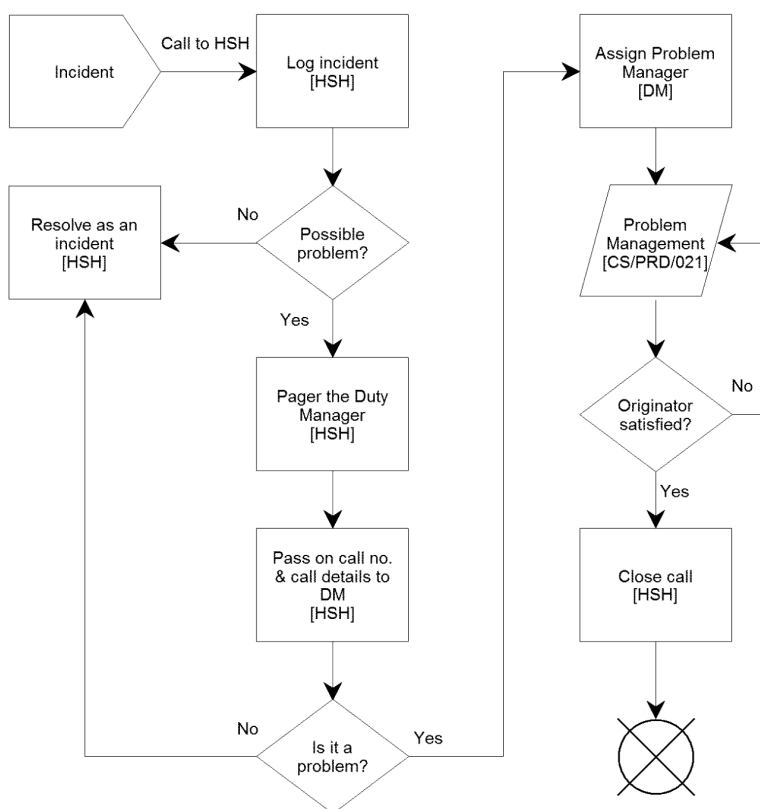 Incident
Call to HSH
Log incident
[HSH]
Possible
problem?
No
Resolve as an
incident
[HSH]
Yes
Pager the Duty
Manager
[HSH]
Pass on call no.
& call details to
DM
[HSH]
Is it a
problem?
No
Yes
Assign Problem
Manager
[DM]
Problem
Management
[CS/PRD/021]
Originator
satisfied?
No
Yes
Close call
[HSH]